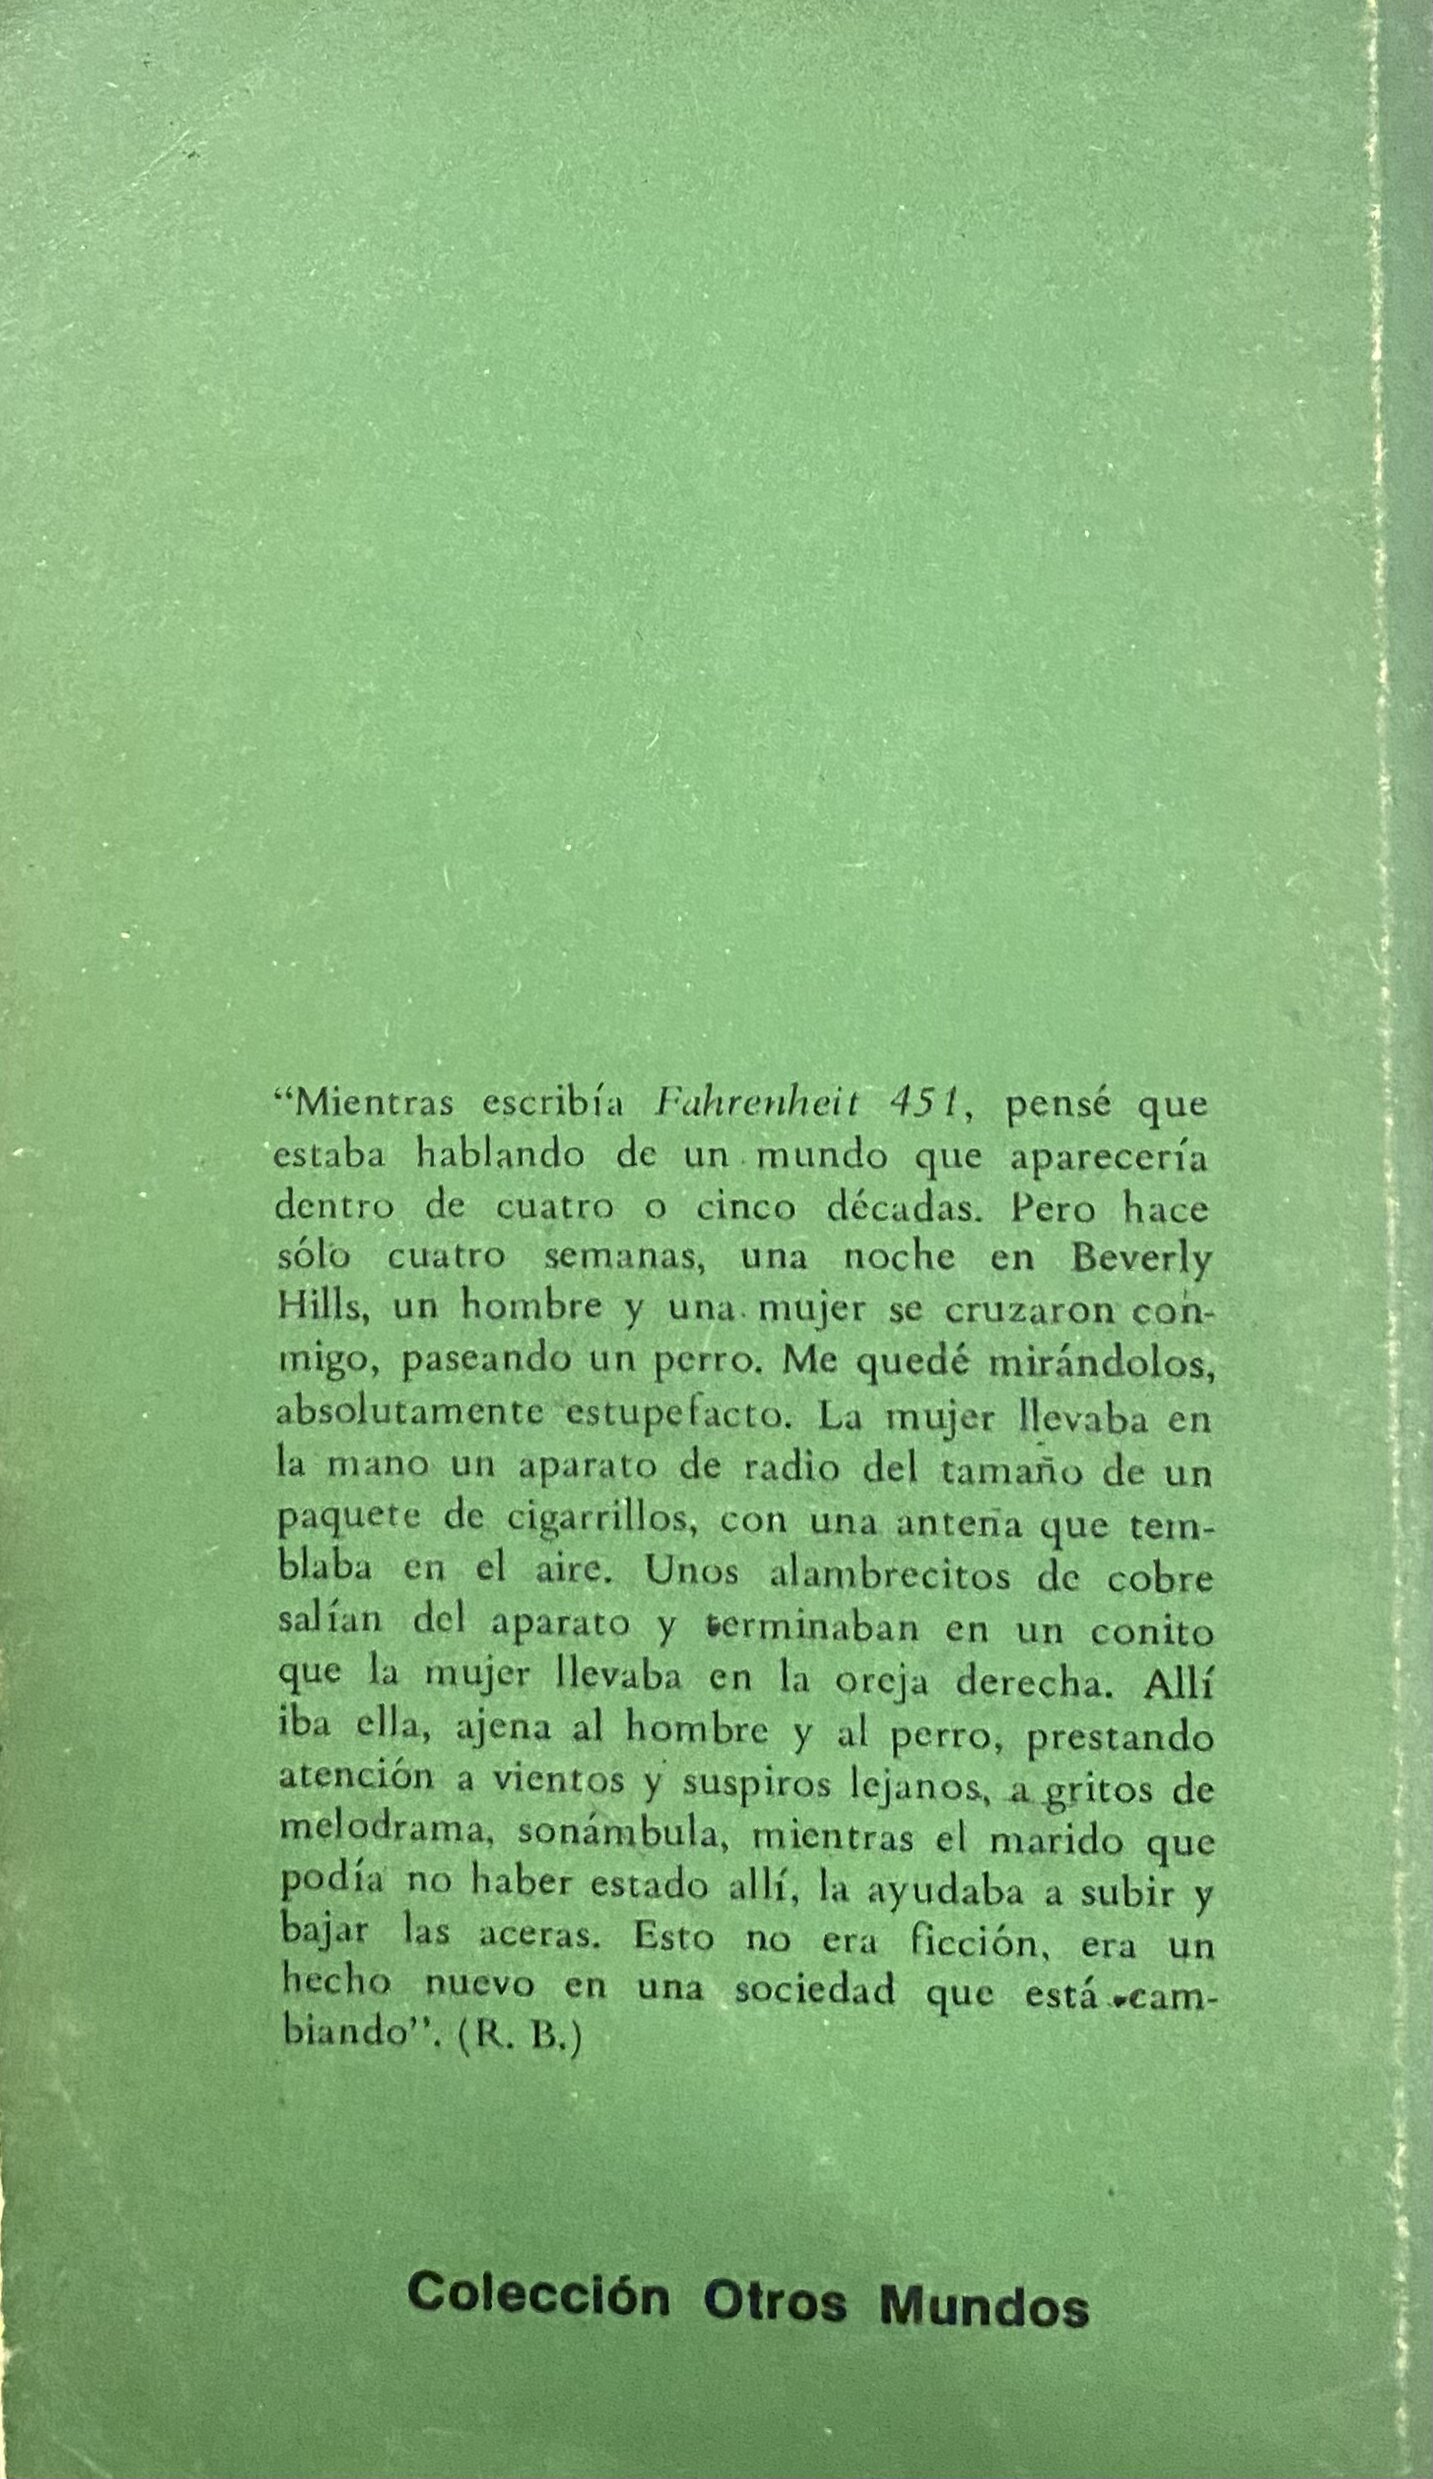 “Mientras escribía Fahrenheit 451, pensé que
estaba hablando de un mundo que aparecería
dentro de cuatro o cinco décadas. Pero hace
sólo cuatro semanas, una noche en Beverly
Hills, un hombre y una mujer se cruzaron con-
migo, paseando un perro. Me quedé mirándolos,
absolutamente estupefacto. La mujer llevaba en
la mano un aparato de radio del tamaño de un
paquete de cigarrillos, con una antena que tem-
blaba en el aire. Unos alambrecitos de cobre
salían del aparato y terminaban en un conito
que la mujer llevaba en la oreja derecha. Allí
iba ella, ajena al hombre y al perro, prestando
atención a vientos y suspiros lejanos, a gritos de
melodrama, sonámbula, mientras el marido que
podía no haber estado allí, la ayudaba a subir y
bajar las aceras. Esto no era ficción, era un
hecho nuevo en una sociedad que está cam-
biando”. (R. B.)
Colección Otros Mundos